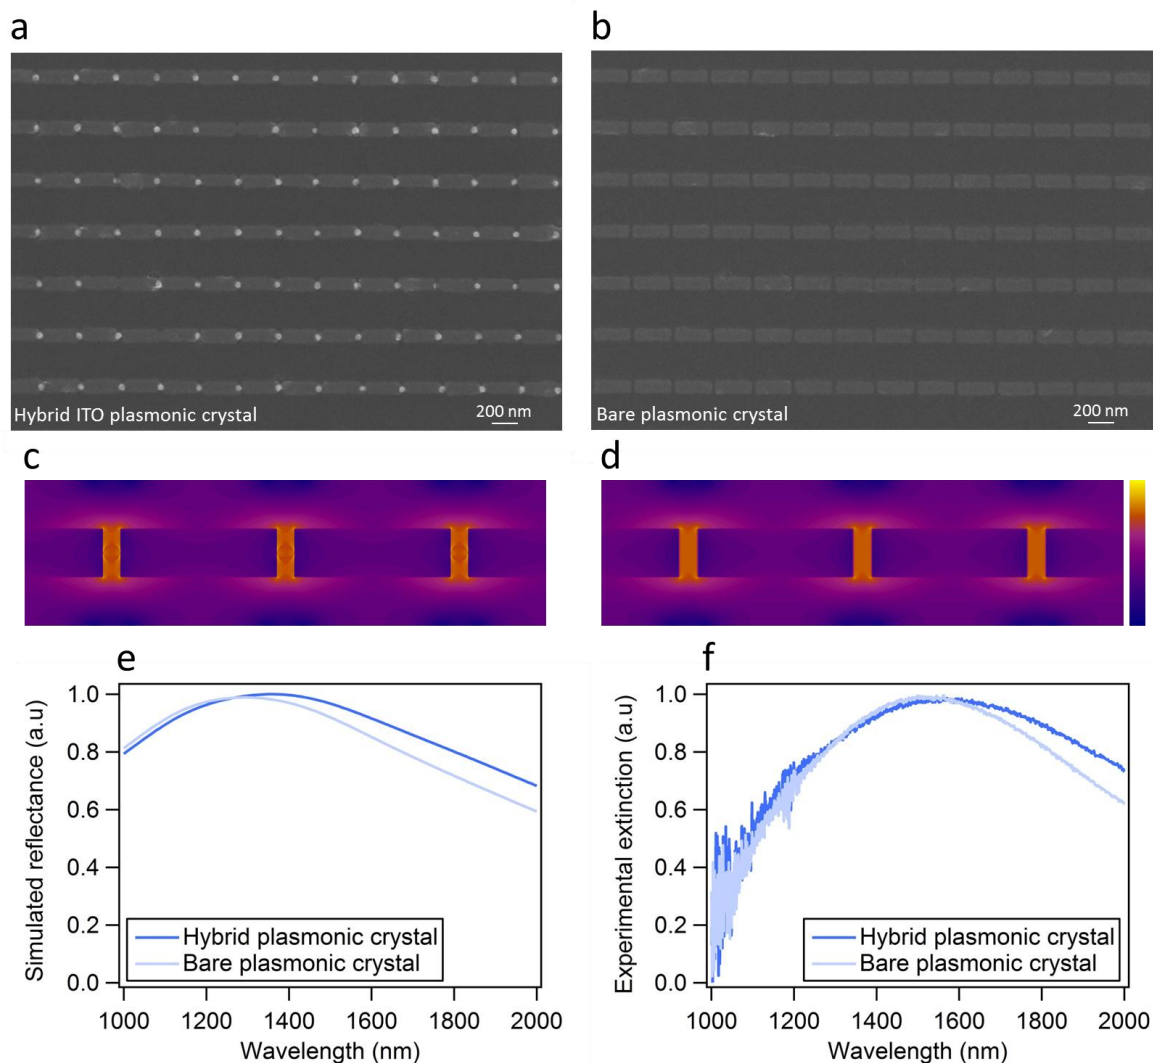 a
b
Hybrid ITO plasmonic crystal
200 nm
Bare plasmonic crystal
200 nm
c
d
e
f
Simulated reflectance (a.u)
1.0
0.8
0.6
0.4
0.2
0.0
Hybrid plasmonic crystal
Bare plasmonic crystal
1000
1200
1400
1600
1800
2000
Wavelength (nm)
Experimental extinction (a.u)
1.0
0.8
0.6
0.4
0.2
0.0
Hybrid plasmonic crystal
Bare plasmonic crystal
1000
1200
1400
1600
1800
2000
Wavelength (nm)